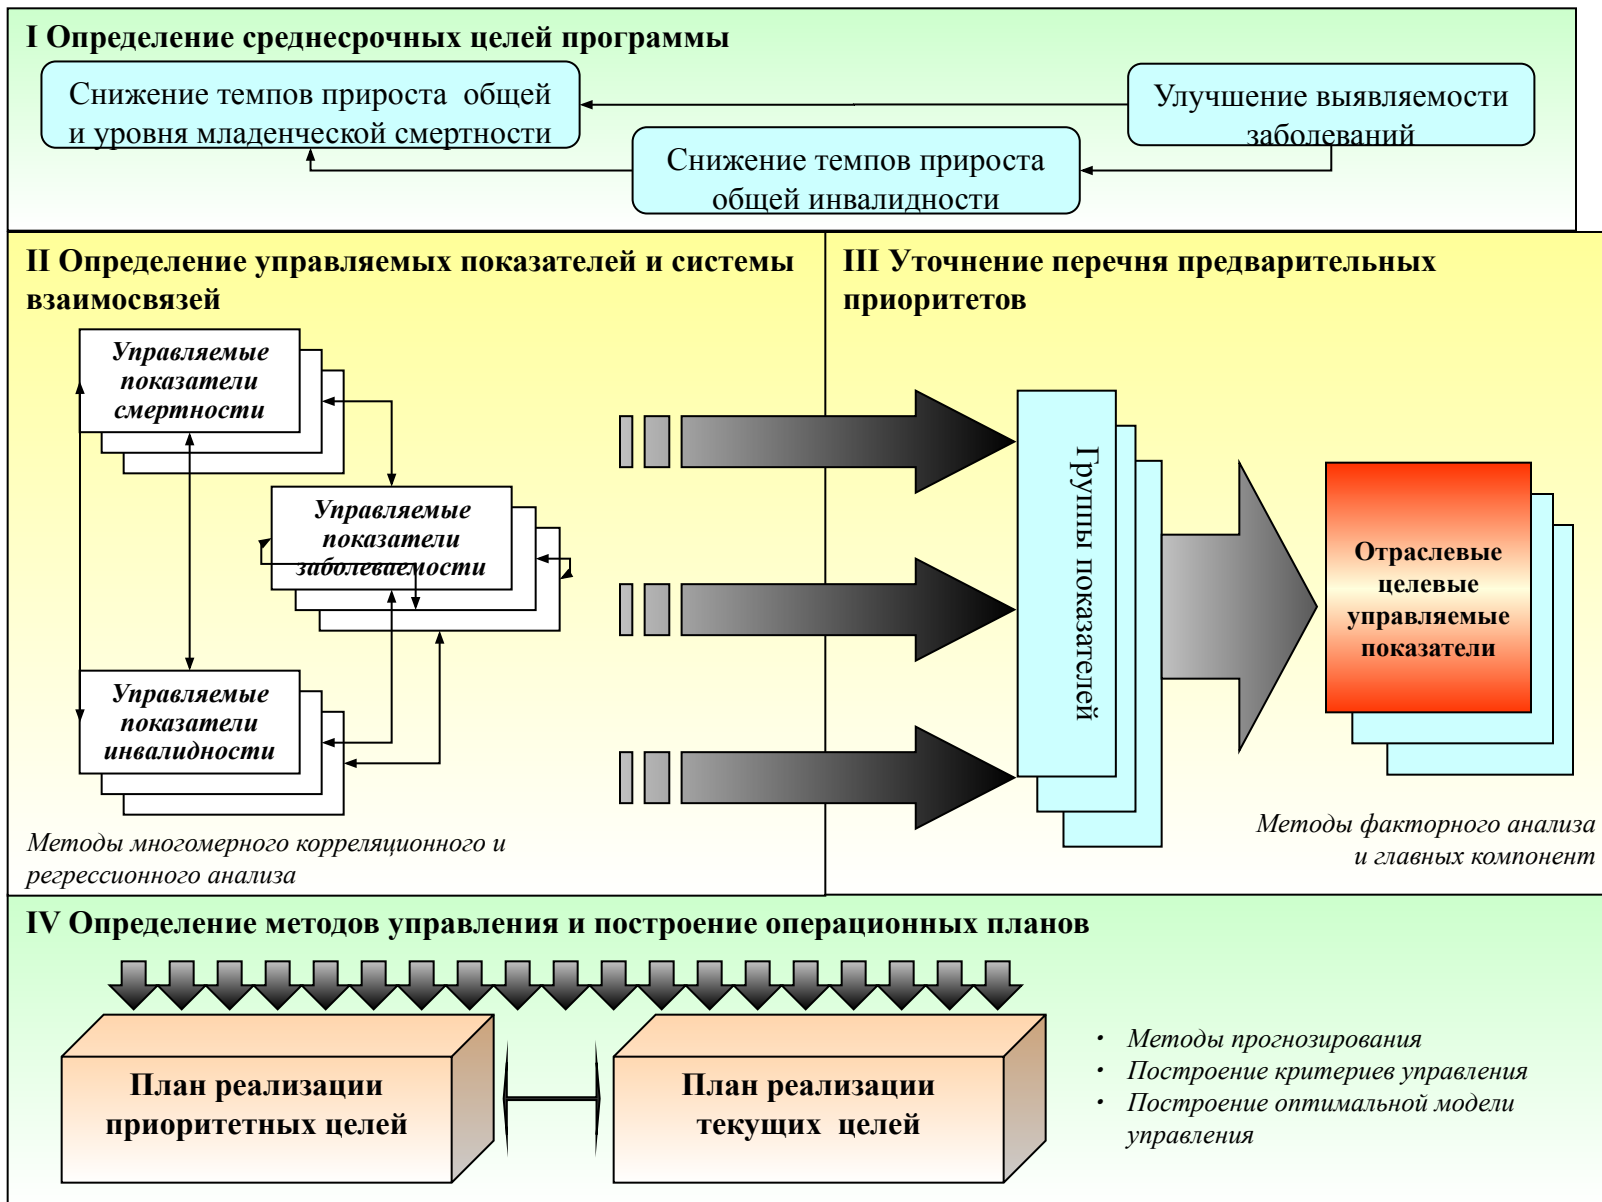 I Определение среднесрочных целей программы
Снижение темпов прироста общей
и уровня младенческой смертности
Улучшение выявляемости
заболеваний
Снижение темпов прироста
общей инвалидности
II Определение управляемых показателей и системы
взаимосвязей
Управляемые
показатели
смертности
Управляемые
показатели
заболеваемости
Управляемые
показатели
инвалидности
Методы многомерного корреляционного и
регрессионного анализа
III Уточнение перечня предварительных
приоритетов
Группы показателей
Отраслевые
целевые
управляемые
показатели
Методы факторного анализа
и главных компонент
IV Определение методов управления и построение операционных планов
План реализации
приоритетных целей
План реализации
текущих целей
· Методы прогнозирования
· Построение критериев управления
· Построение оптимальной модели
управления